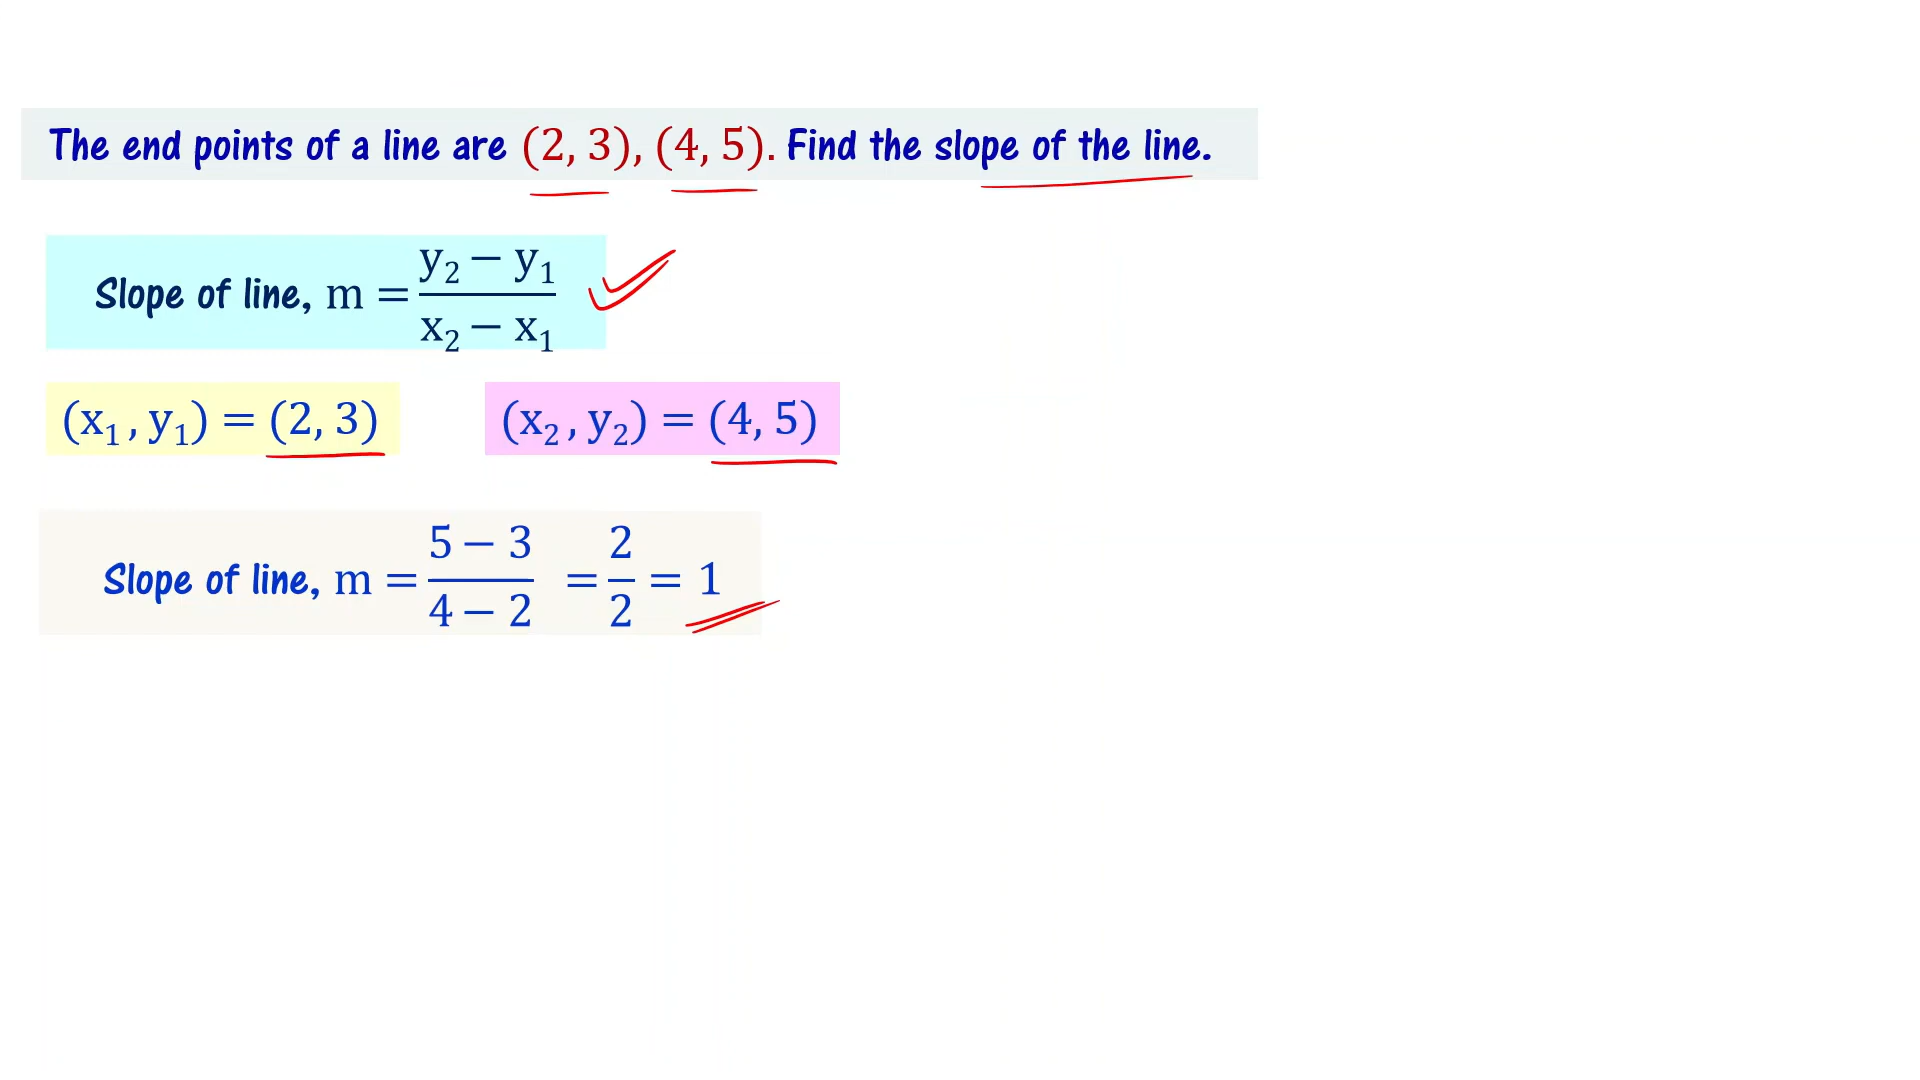 The end points of a line are (2, 3), (4, 5). Find the slope of the line.
Slope of line, m = (y₂ − y₁)/(x₂ − x₁)
(x₁ , y₁) = (2, 3)
(x₂ , y₂) = (4, 5)
Slope of line, m = (5 − 3)/(4 − 2) = 2/2 = 1